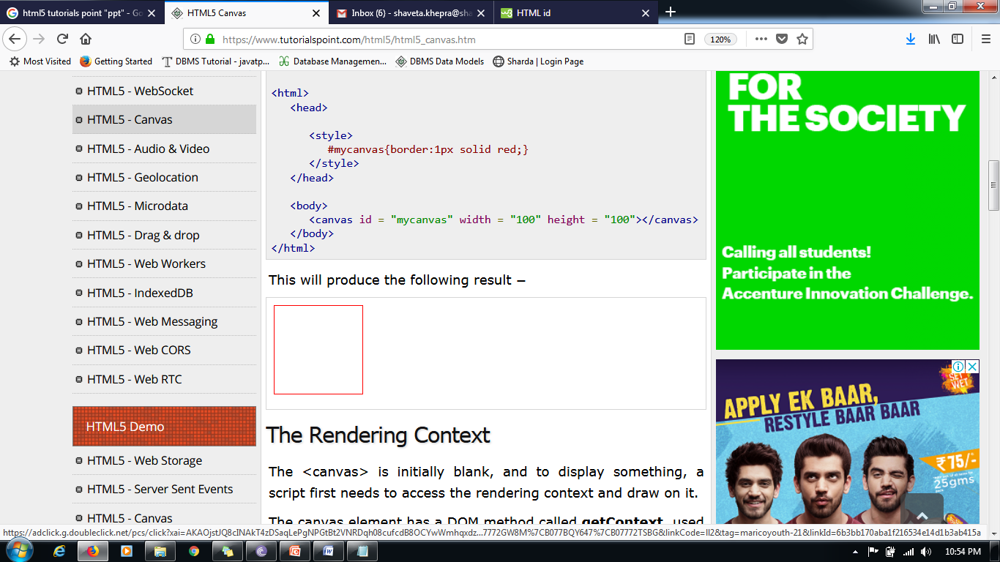 html5 tutorials point "ppt" - Go
HTML5 Canvas
Inbox (6) - shaveta.khepra@sha
HTML id
https://www.tutorialspoint.com/html5/html5_canvas.htm
120%
Most Visited
Getting Started
DBMS Tutorial - javatp...
Database Managemen...
DBMS Data Models
Sharda | Login Page
HTML5 - WebSocket
HTML5 - Canvas
HTML5 - Audio & Video
HTML5 - Geolocation
HTML5 - Microdata
HTML5 - Drag & drop
HTML5 - Web Workers
HTML5 - IndexedDB
HTML5 - Web Messaging
HTML5 - Web CORS
HTML5 - Web RTC
HTML5 Demo
HTML5 - Web Storage
HTML5 - Server Sent Events
HTML5 - Canvas
<html>
<head>
<style>
#mycanvas{border:1px solid red;}
</style>
</head>
<body>
<canvas id = "mycanvas" width = "100" height = "100"></canvas>
</body>
</html>
This will produce the following result −
The Rendering Context
The <canvas> is initially blank, and to display something, a
script first needs to access the rendering context and draw on it.
The canvas element has a DOM method called getContext, used
FOR
THE SOCIETY
Calling all students!
Participate in the
Accenture Innovation Challenge.
SET
WET
APPLY EK BAAR,
RESTYLE BAAR BAAR
₹75/-
25gms
https://adclick.g.doubleclick.net/pcs/click?xai=AKAOjstJQ8cINAkT4zDSaqLePgNPGtBt2VNRDqh08cufcdB8OCYwWmhqxdz...7772GW8M%7CB077BQY647%7CB07772TSBG&linkCode=ll2&tag=maricoyouth-21&linkId=6b3bb170aba1f216534e14d1b3ab415a
10:54 PM